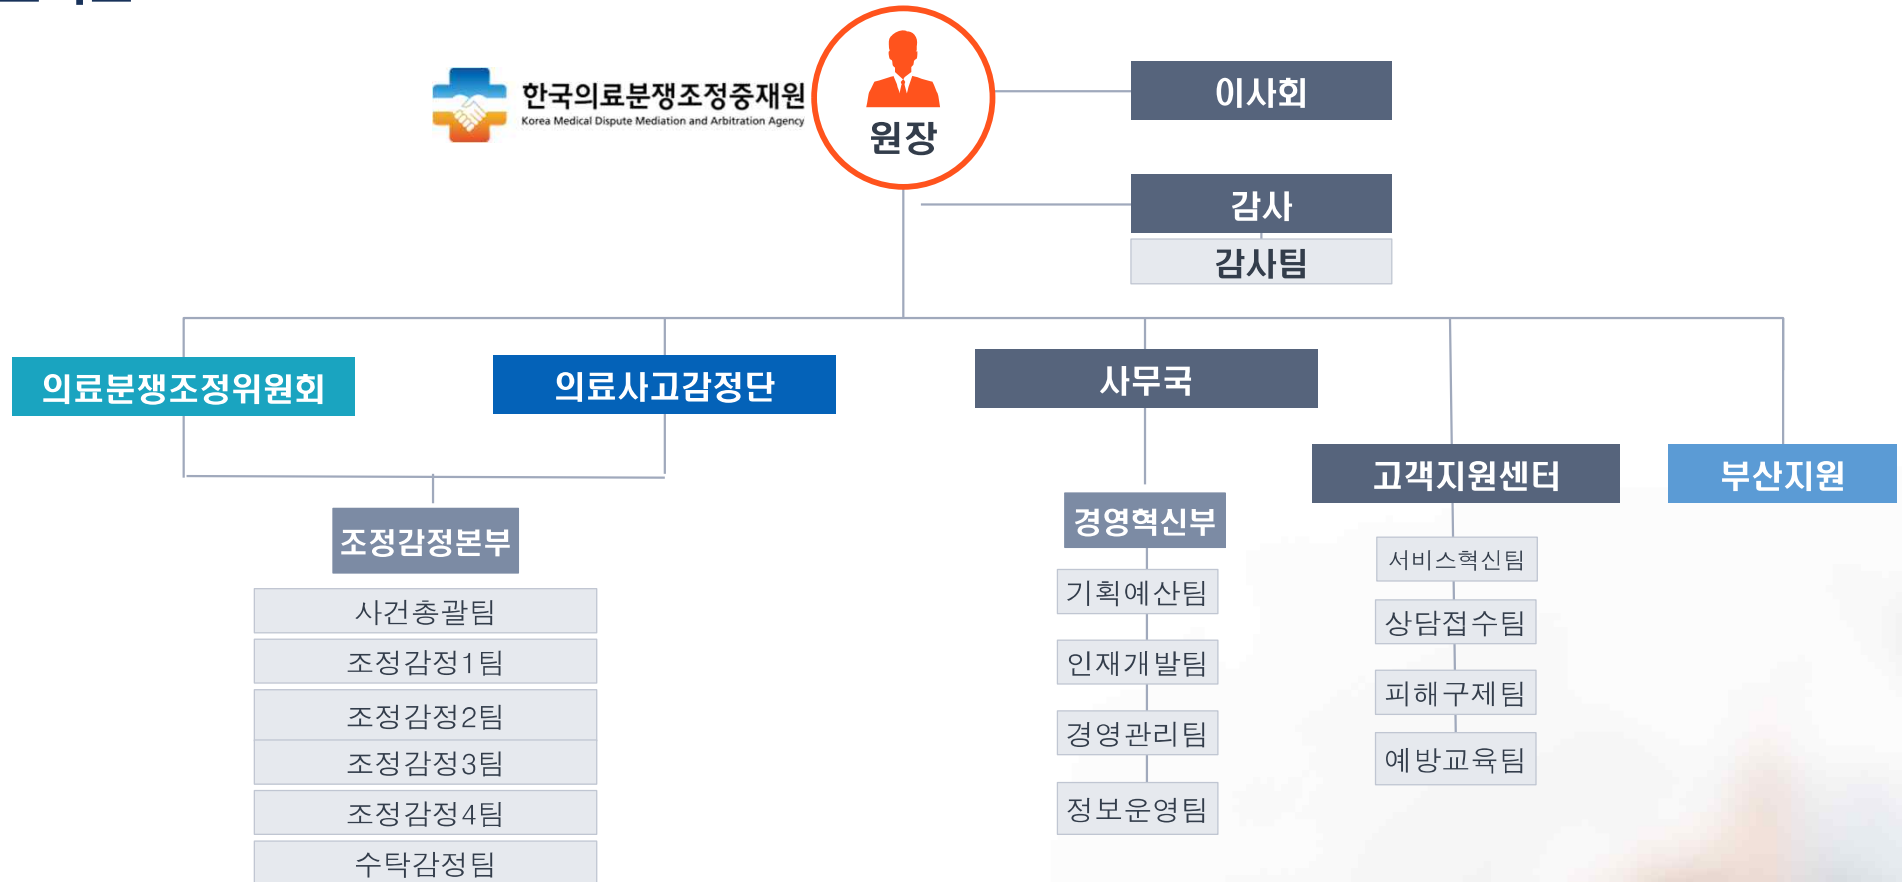 한국의료분쟁조정중재원
Korea Medical Dispute Mediation and Arbitration Agency
원장
이사회
감사
감사팀
의료분쟁조정위원회
의료사고감정단
사무국
고객지원센터
부산지원
조정감정본부
사건총괄팀
조정감정1팀
조정감정2팀
조정감정3팀
조정감정4팀
수탁감정팀
경영혁신부
기획예산팀
인재개발팀
경영관리팀
정보운영팀
서비스혁신팀
상담접수팀
피해구제팀
예방교육팀